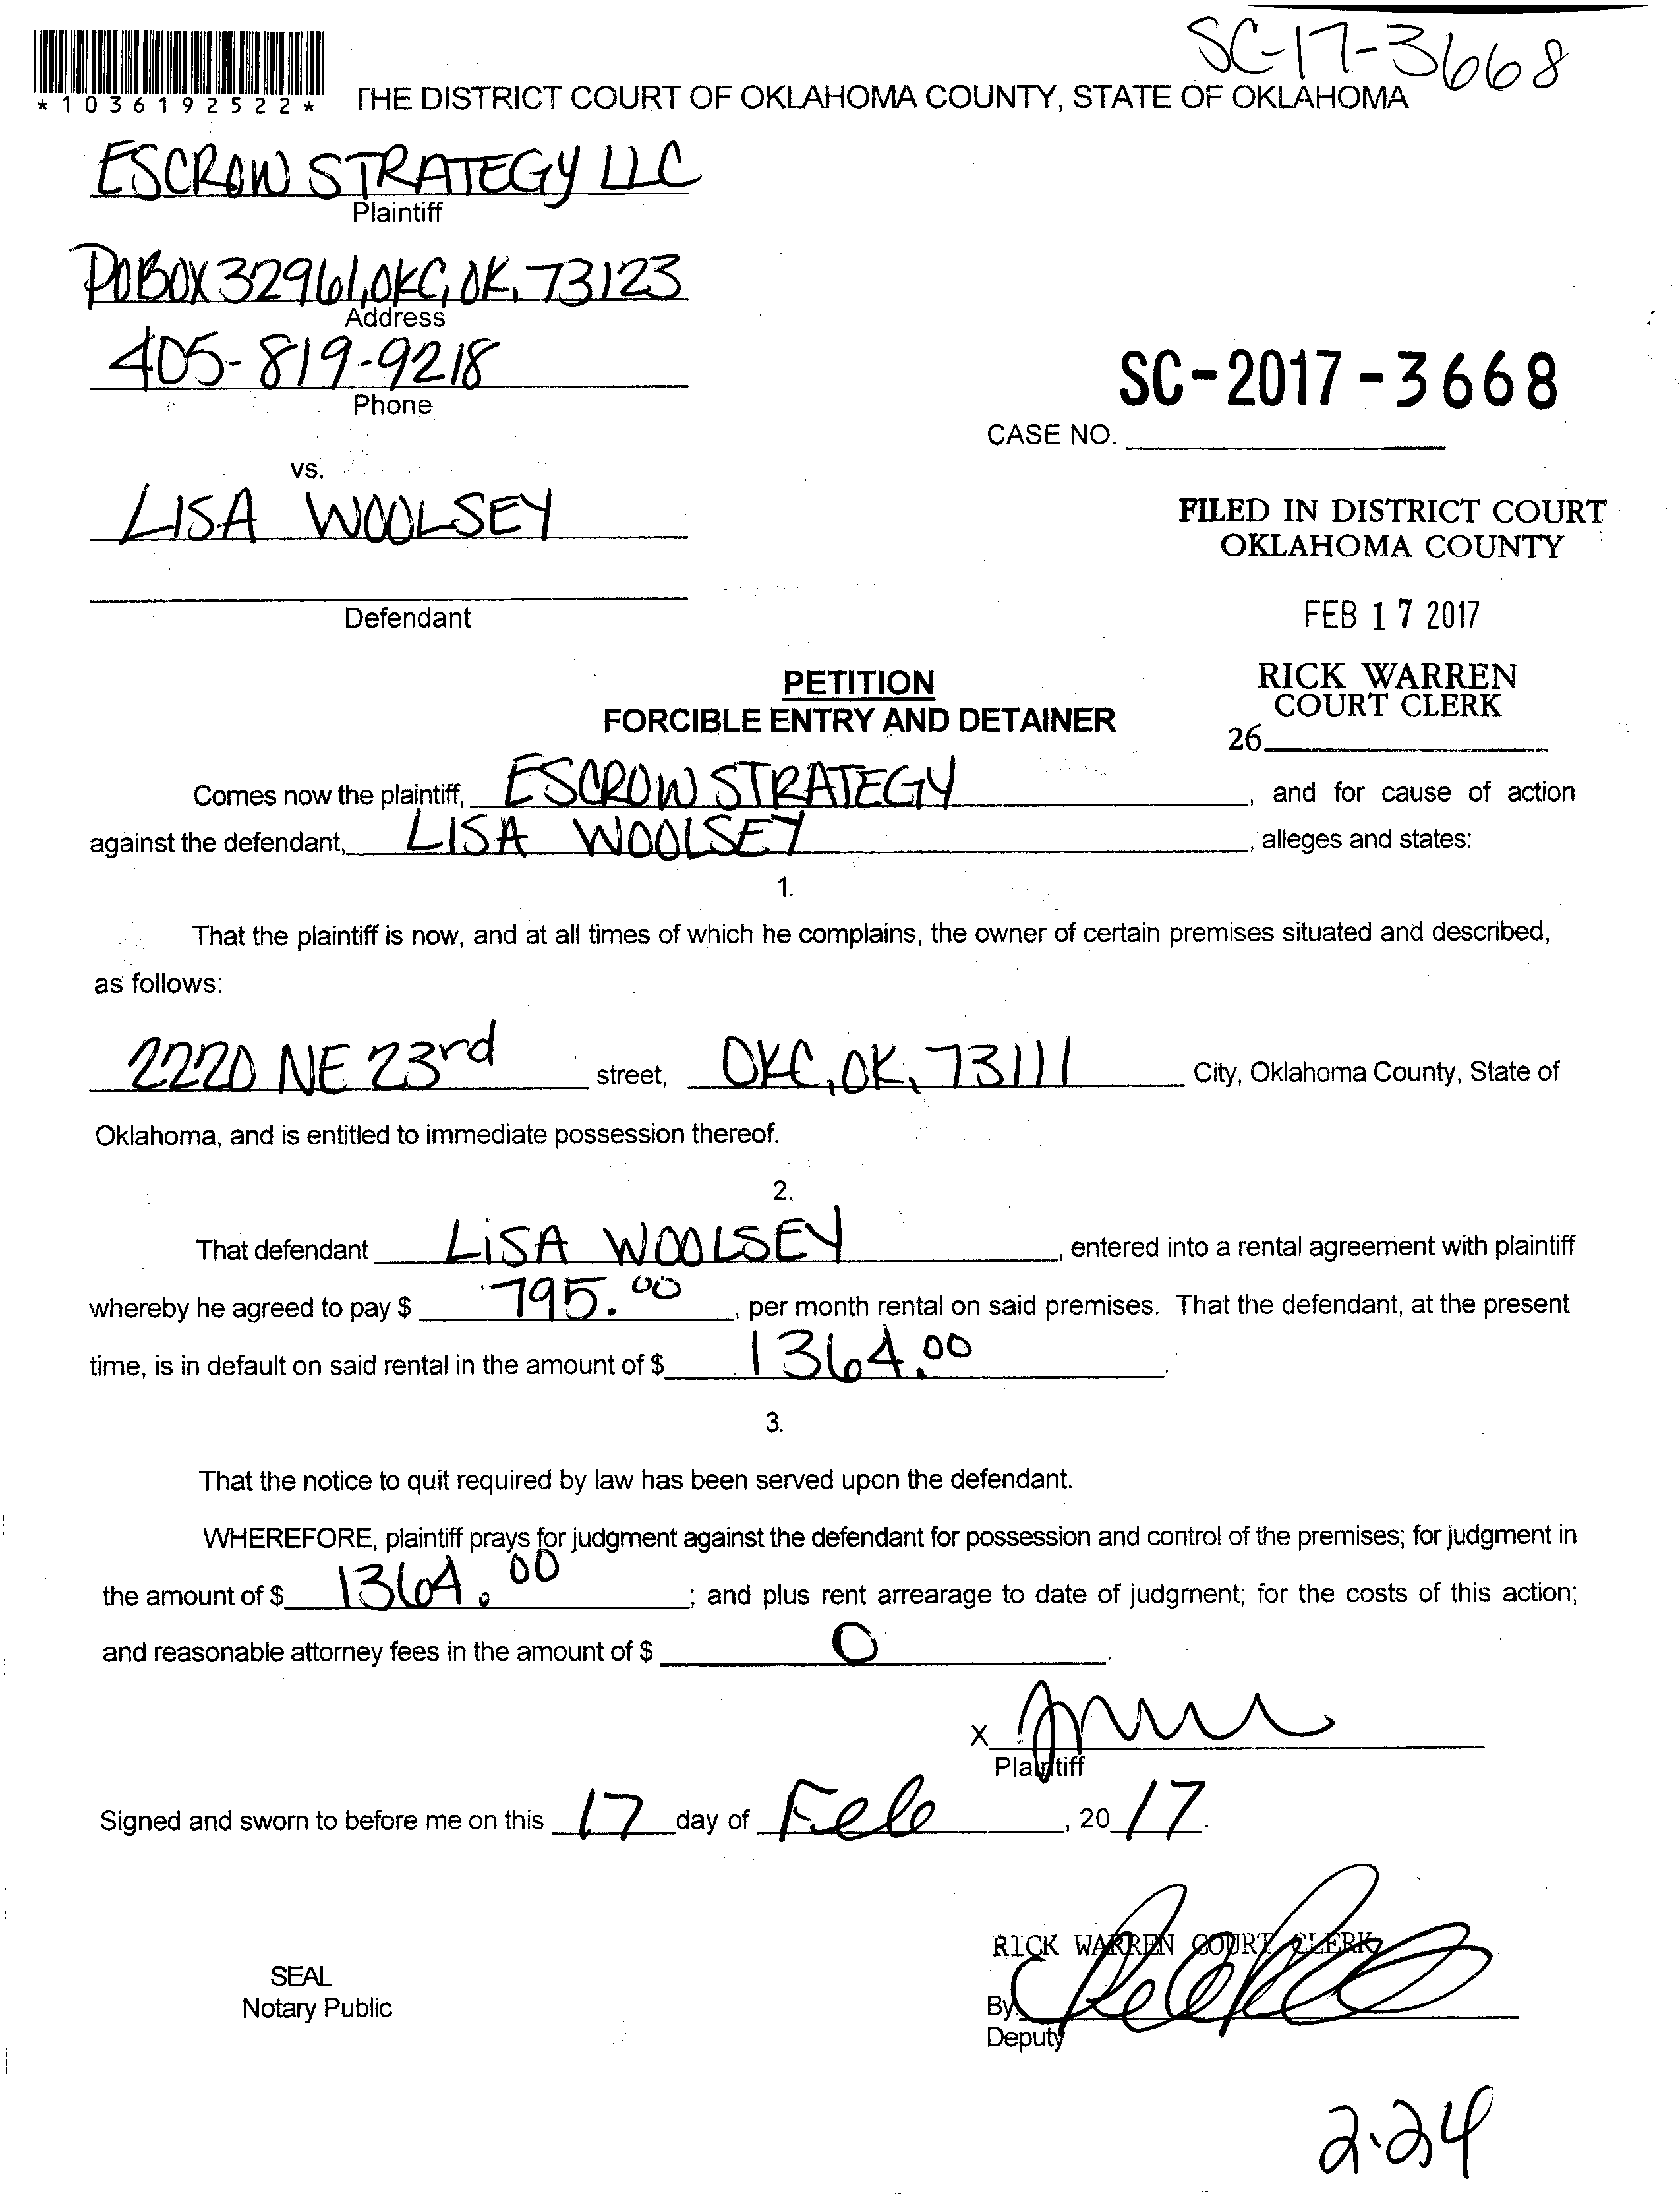 SC-17-3668
*1036192522*
THE DISTRICT COURT OF OKLAHOMA COUNTY, STATE OF OKLAHOMA
ESCROW STRATEGY LLC
Plaintiff
PO BOX 32961, OKC, OK, 73123
Address
405-819-9218
Phone
SC-2017-3668
CASE NO.
vs.
LISA WOOLSEY
Defendant
FILED IN DISTRICT COURT
OKLAHOMA COUNTY
FEB 17 2017
RICK WARREN
COURT CLERK
26
PETITION
FORCIBLE ENTRY AND DETAINER
Comes now the plaintiff, ESCROW STRATEGY, and for cause of action
against the defendant, LISA WOOLSEY, alleges and states:
1.
That the plaintiff is now, and at all times of which he complains, the owner of certain premises situated and described,
as follows:
2220 NE 23rd street, OKC, OK, 73111 City, Oklahoma County, State of
Oklahoma, and is entitled to immediate possession thereof.
2.
That defendant LiSA WOOLSEY, entered into a rental agreement with plaintiff
whereby he agreed to pay $ 795.00, per month rental on said premises. That the defendant, at the present
time, is in default on said rental in the amount of $ 1364.00.
3.
That the notice to quit required by law has been served upon the defendant.
WHEREFORE, plaintiff prays for judgment against the defendant for possession and control of the premises; for judgment in
the amount of $ 1364.00; and plus rent arrearage to date of judgment; for the costs of this action;
and reasonable attorney fees in the amount of $ 0.
X
Plaintiff
Signed and sworn to before me on this 17 day of Feb, 20 17.
RICK WARREN COURT CLERK
SEAL
Notary Public
By:
Deputy
2-24